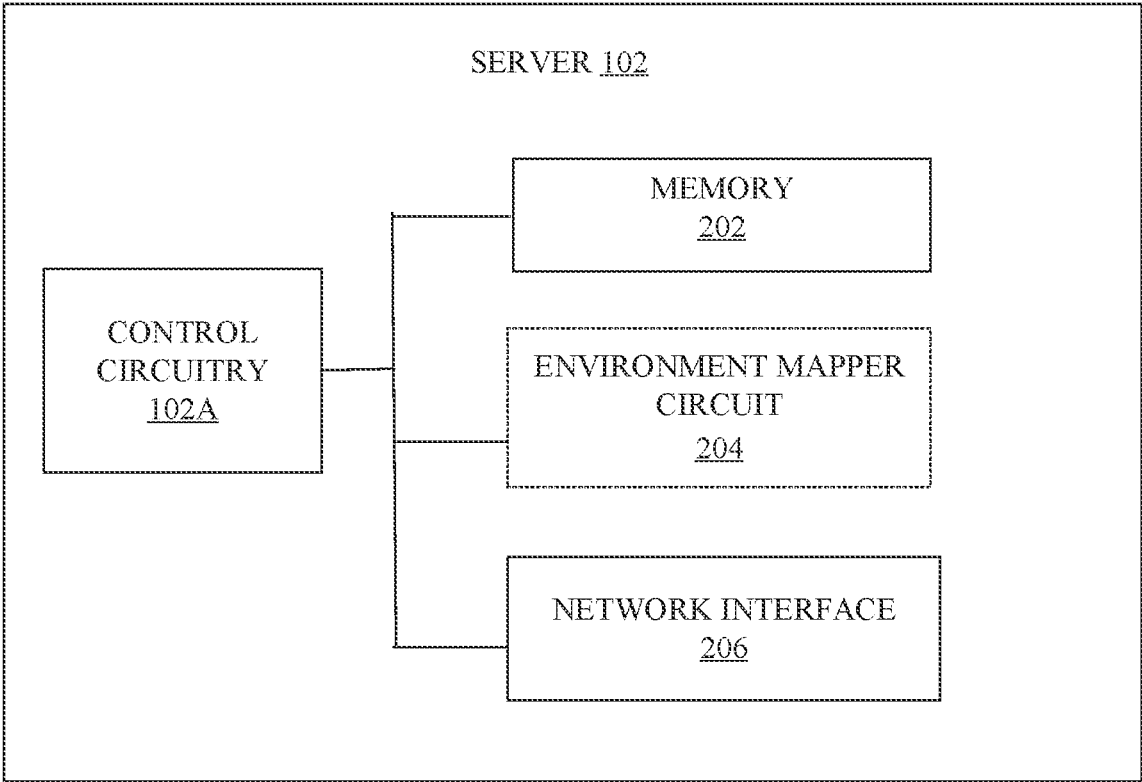 SERVER 102
MEMORY
202
CONTROL
CIRCUITRY
102A
ENVIRONMENT MAPPER
CIRCUIT
204
NETWORK INTERFACE
206